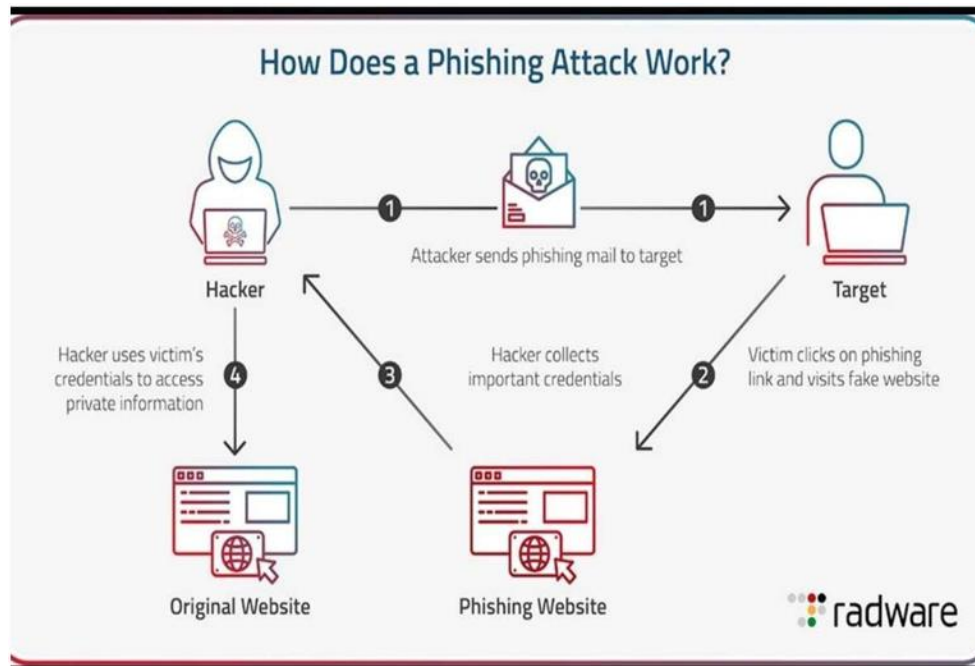 How Does a Phishing Attack Work?
1
1
Attacker sends phishing mail to target
Hacker
Target
Hacker uses victim's
credentials to access
private information
4
3
Hacker collects
important credentials
2
Victim clicks on phishing
link and visits fake website
Original Website
Phishing Website
radware